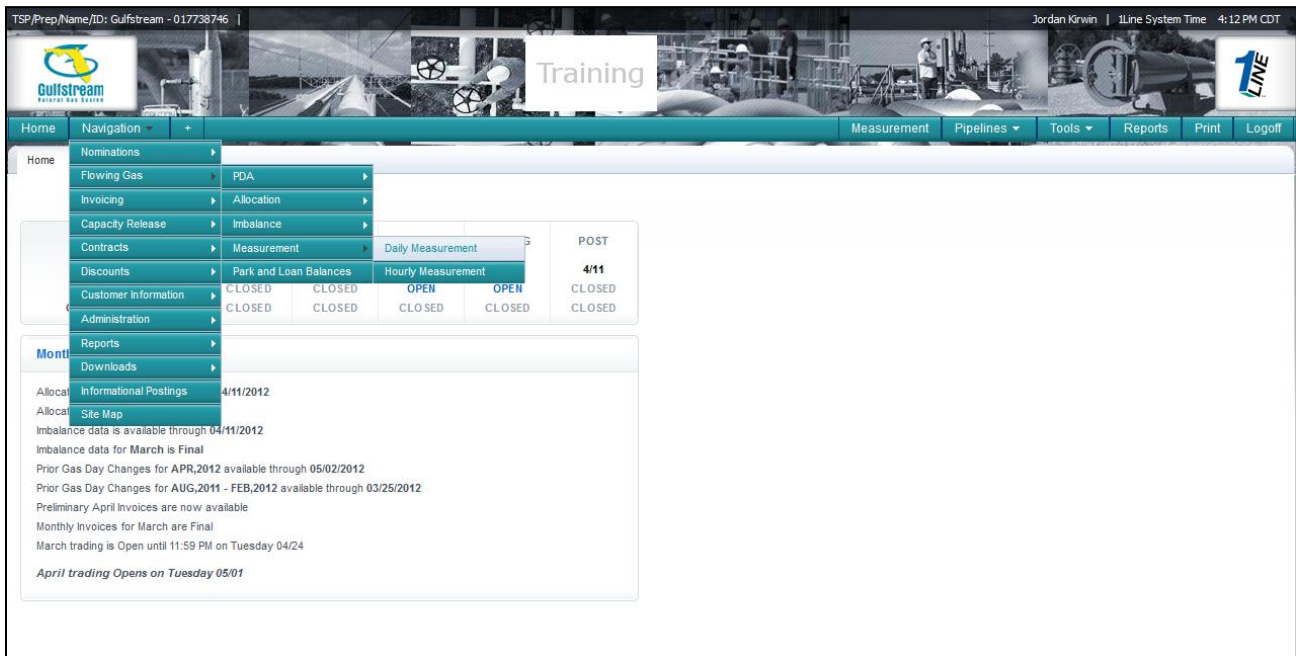 TSP/Prep/Name/ID: Gulfstream - 017738746 |
Jordan Kirwin | 1Line System Time 4:12 PM CDT
Gulfstream
Natural Gas System
Training
1LINE
Home Navigation + Measurement Pipelines Tools Reports Print Logoff
Home
Nominations
Flowing Gas
Invoicing
Capacity Release
Contracts
Discounts
Customer Information
Administration
Reports
Downloads
Informational Postings
Site Map
PDA
Allocation
Imbalance
Measurement
Park and Loan Balances
Daily Measurement
Hourly Measurement
G POST
4/11
CLOSED CLOSED OPEN OPEN CLOSED
CLOSED CLOSED CLOSED CLOSED CLOSED
4/11/2012
Imbalance data is available through 04/11/2012
Imbalance data for March is Final
Prior Gas Day Changes for APR,2012 available through 05/02/2012
Prior Gas Day Changes for AUG,2011 - FEB,2012 available through 03/25/2012
Preliminary April Invoices are now available
Monthly Invoices for March are Final
March trading is Open until 11:59 PM on Tuesday 04/24
April trading Opens on Tuesday 05/01